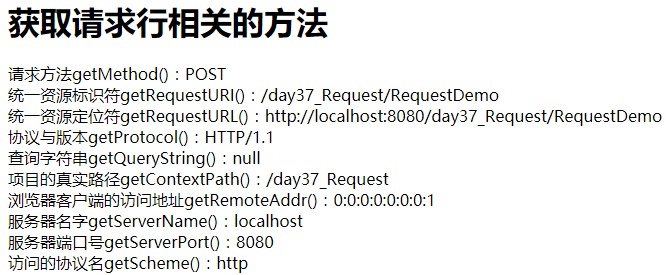 获取请求行相关的方法
请求方法getMethod()：POST
统一资源标识符getRequestURI()：/day37_Request/RequestDemo
统一资源定位符getRequestURL()：http://localhost:8080/day37_Request/RequestDemo
协议与版本getProtocol()：HTTP/1.1
查询字符串getQueryString()：null
项目的真实路径getContextPath()：/day37_Request
浏览器客户端的访问地址getRemoteAddr()：0:0:0:0:0:0:0:1
服务器名字getServerName()：localhost
服务器端口号getServerPort()：8080
访问的协议名getScheme()：http